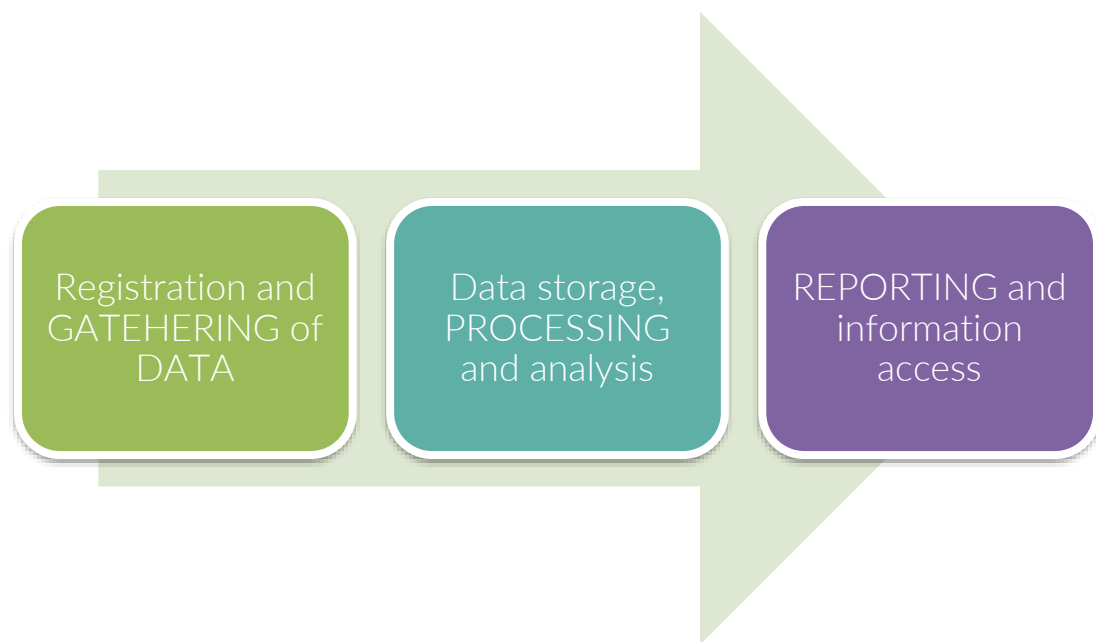 Registration and
GATEHERING of
DATA
Data storage,
PROCESSING
and analysis
REPORTING and
information
access